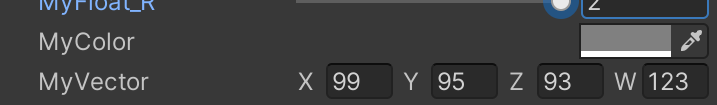 MyFloat_R 2
MyColor
MyVector X 99 Y 95 Z 93 W 123